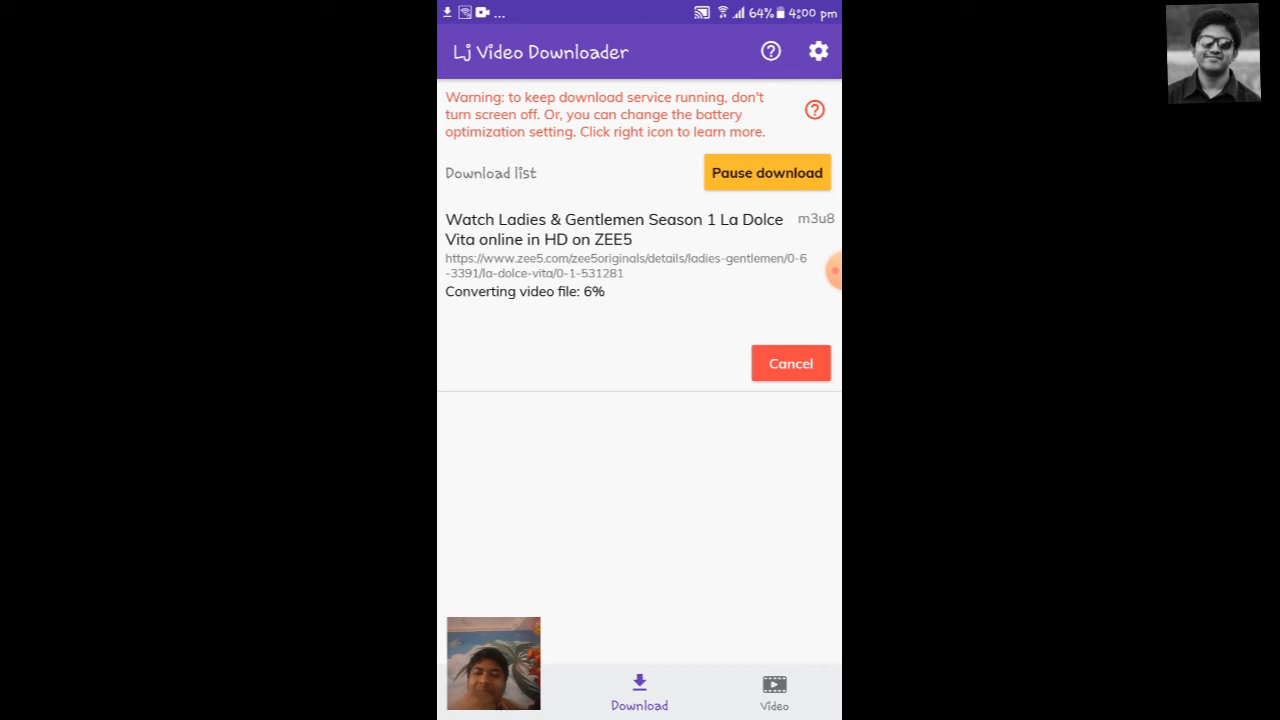 ... 64% 4:00 pm
Lj Video Downloader
Warning: to keep download service running, don't
turn screen off. Or, you can change the battery
optimization setting. Click right icon to learn more.
Download list
Pause download
Watch Ladies & Gentlemen Season 1 La Dolce
Vita online in HD on ZEE5
m3u8
https://www.zee5.com/zee5originals/details/ladies-gentlemen/0-6
-3391/la-dolce-vita/0-1-531281
Converting video file: 6%
Cancel
Download
Video